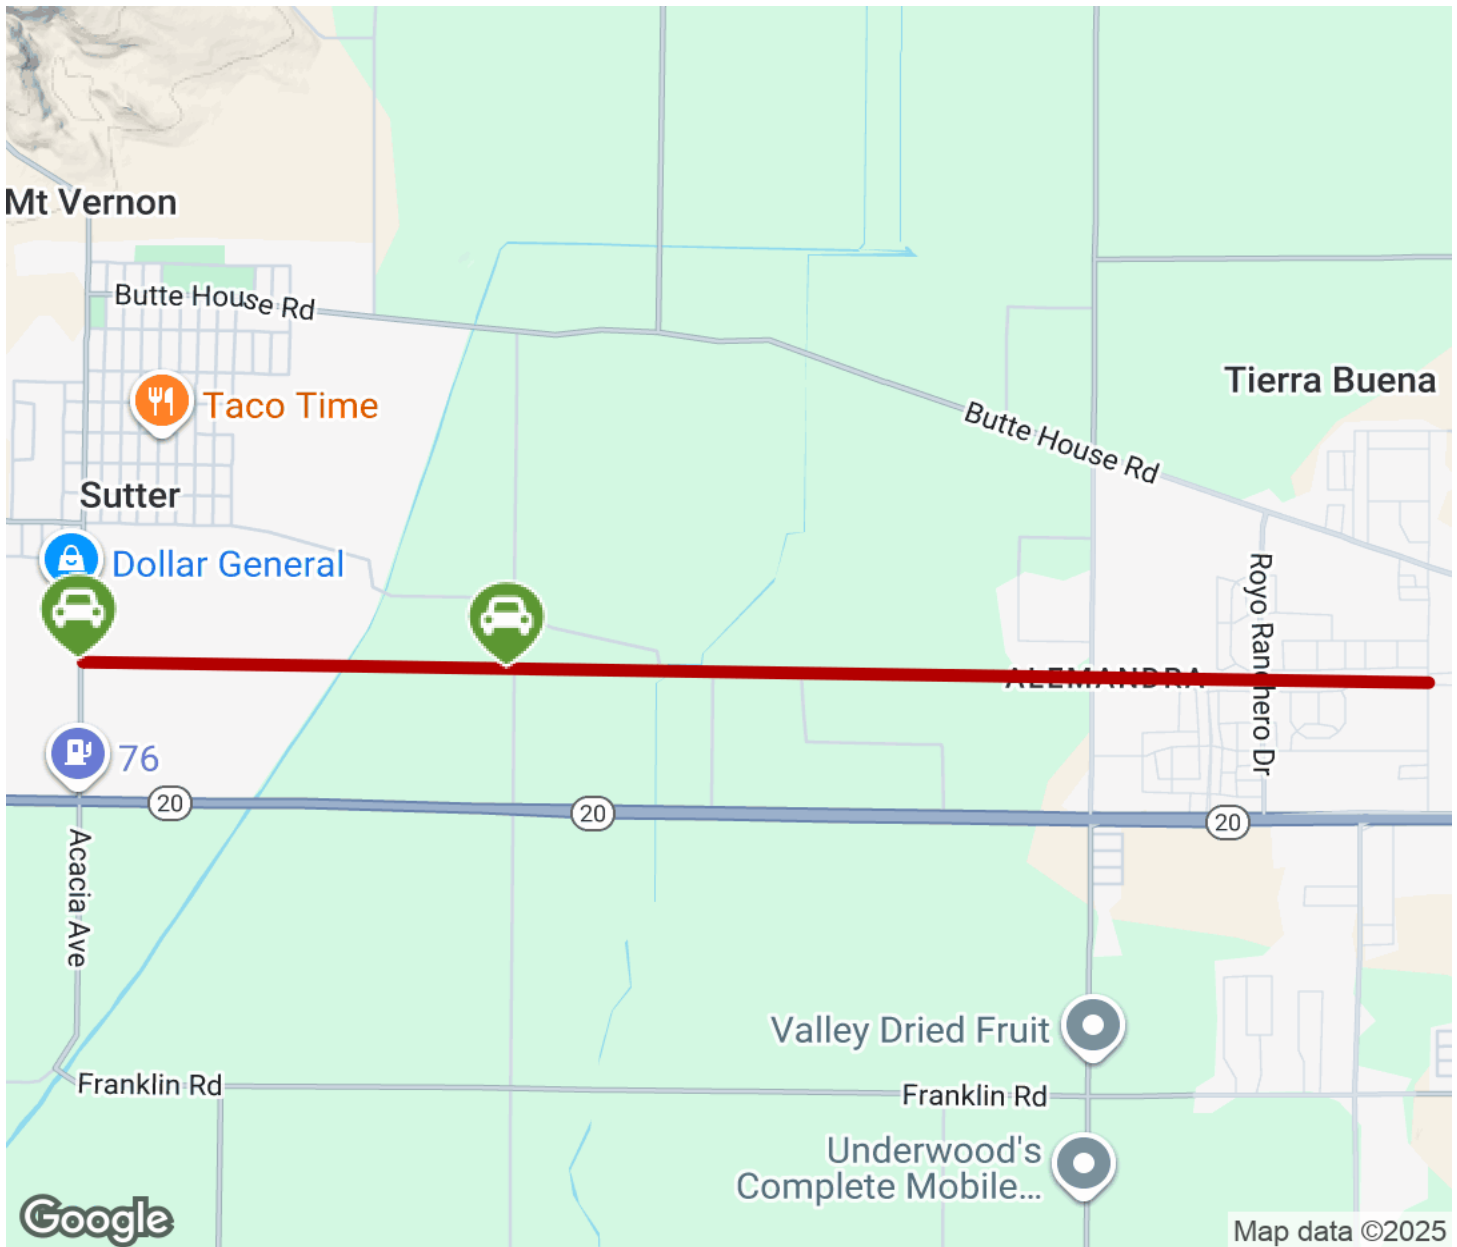 Mt Vernon
Butte House Rd
Taco Time
Tierra Buena
Butte House Rd
Sutter
Dollar General
Royo Ranchero Dr
ALEMANDRA
76
20
20
20
Acacia Ave
Valley Dried Fruit
Franklin Rd
Franklin Rd
Underwood's
Complete Mobile...
Google
Map data ©2025